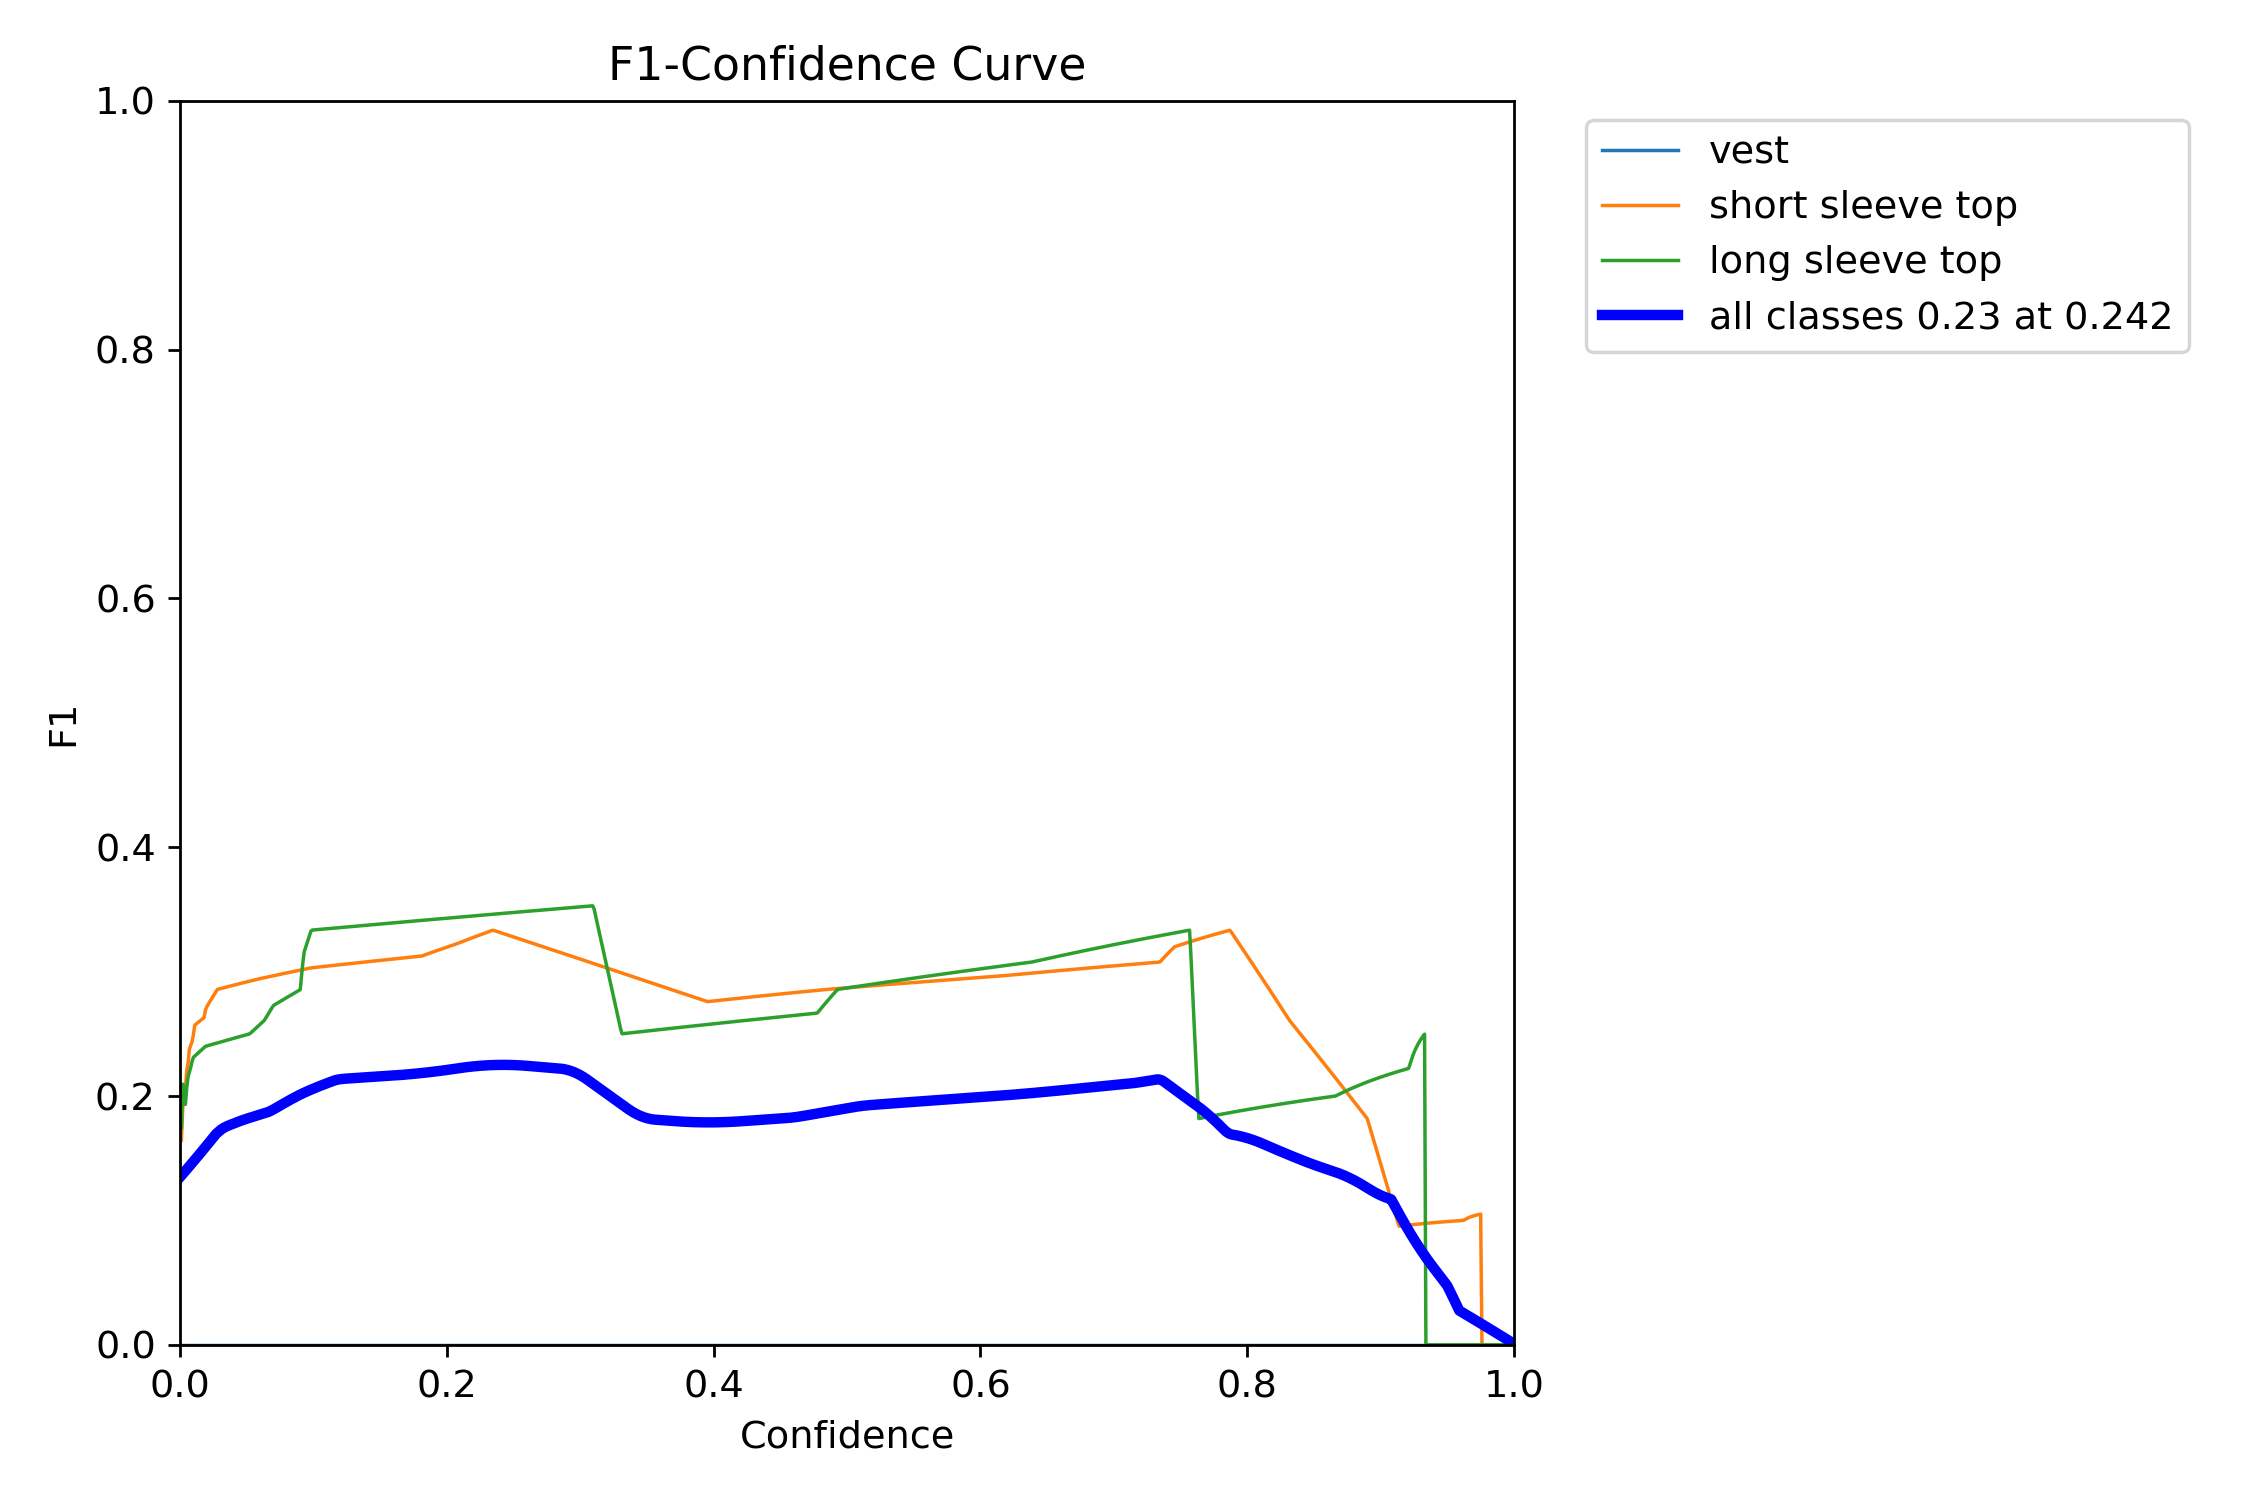 F1-Confidence Curve
1.0
0.8
0.6
0.4
0.2
0.0
F1
0.0 0.2 0.4 0.6 0.8 1.0
Confidence
vest
short sleeve top
long sleeve top
all classes 0.23 at 0.242